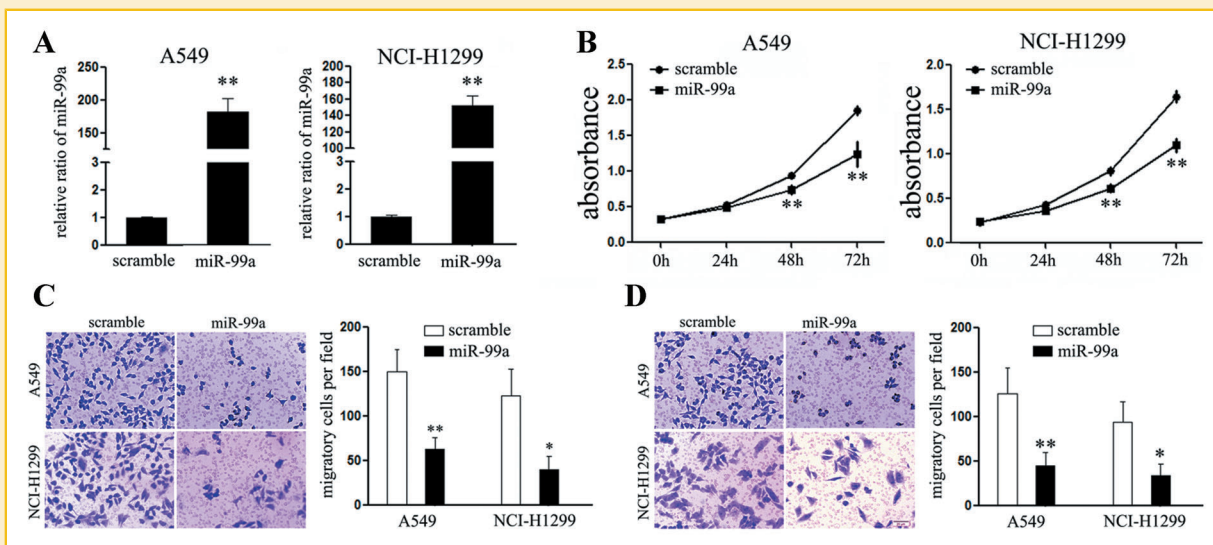 A
A549
relative ratio of miR-99a
250
200
150
100
3
2
1
0
scramble
miR-99a
**
NCI-H1299
relative ratio of miR-99a
200
180
160
140
120
100
80
3
2
1
0
scramble
miR-99a
**
B
A549
scramble
miR-99a
absorbance
2.5
2.0
1.5
1.0
0.5
0.0
0h
24h
48h
72h
**
**
NCI-H1299
scramble
miR-99a
absorbance
2.0
1.5
1.0
0.5
0.0
0h
24h
48h
72h
**
**
C
scramble
miR-99a
A549
NCI-H1299
migratory cells per field
200
150
100
50
0
scramble
miR-99a
**
*
A549
NCI-H1299
D
scramble
miR-99a
A549
NCI-H1299
migratory cells per field
200
150
100
50
0
scramble
miR-99a
**
*
A549
NCI-H1299